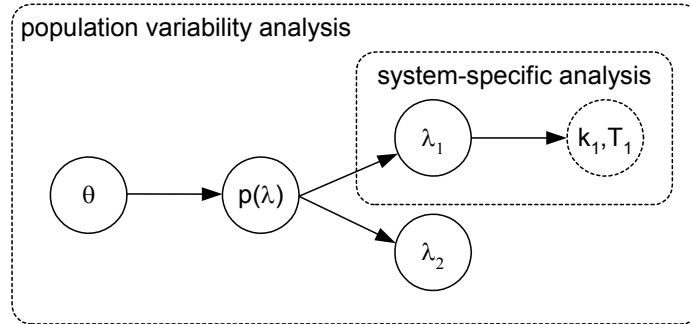 population variability analysis
system-specific analysis
λ₁
k₁,T₁
θ
p(λ)
λ₂